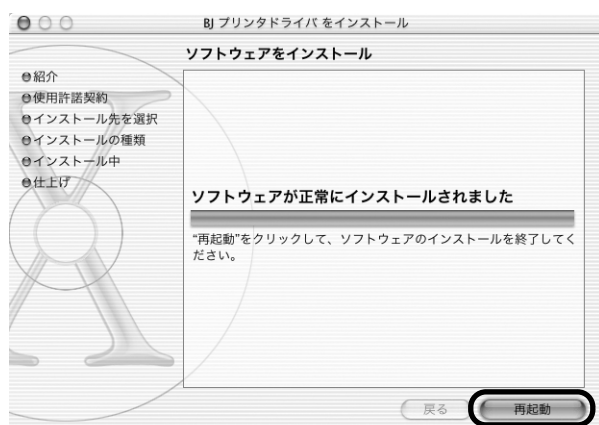 BJ プリンタドライバ をインストール
ソフトウェアをインストール
紹介
使用許諾契約
インストール先を選択
インストールの種類
インストール中
仕上げ
ソフトウェアが正常にインストールされました
“再起動”をクリックして、ソフトウェアのインストールを終了してく
ださい。
戻る
再起動